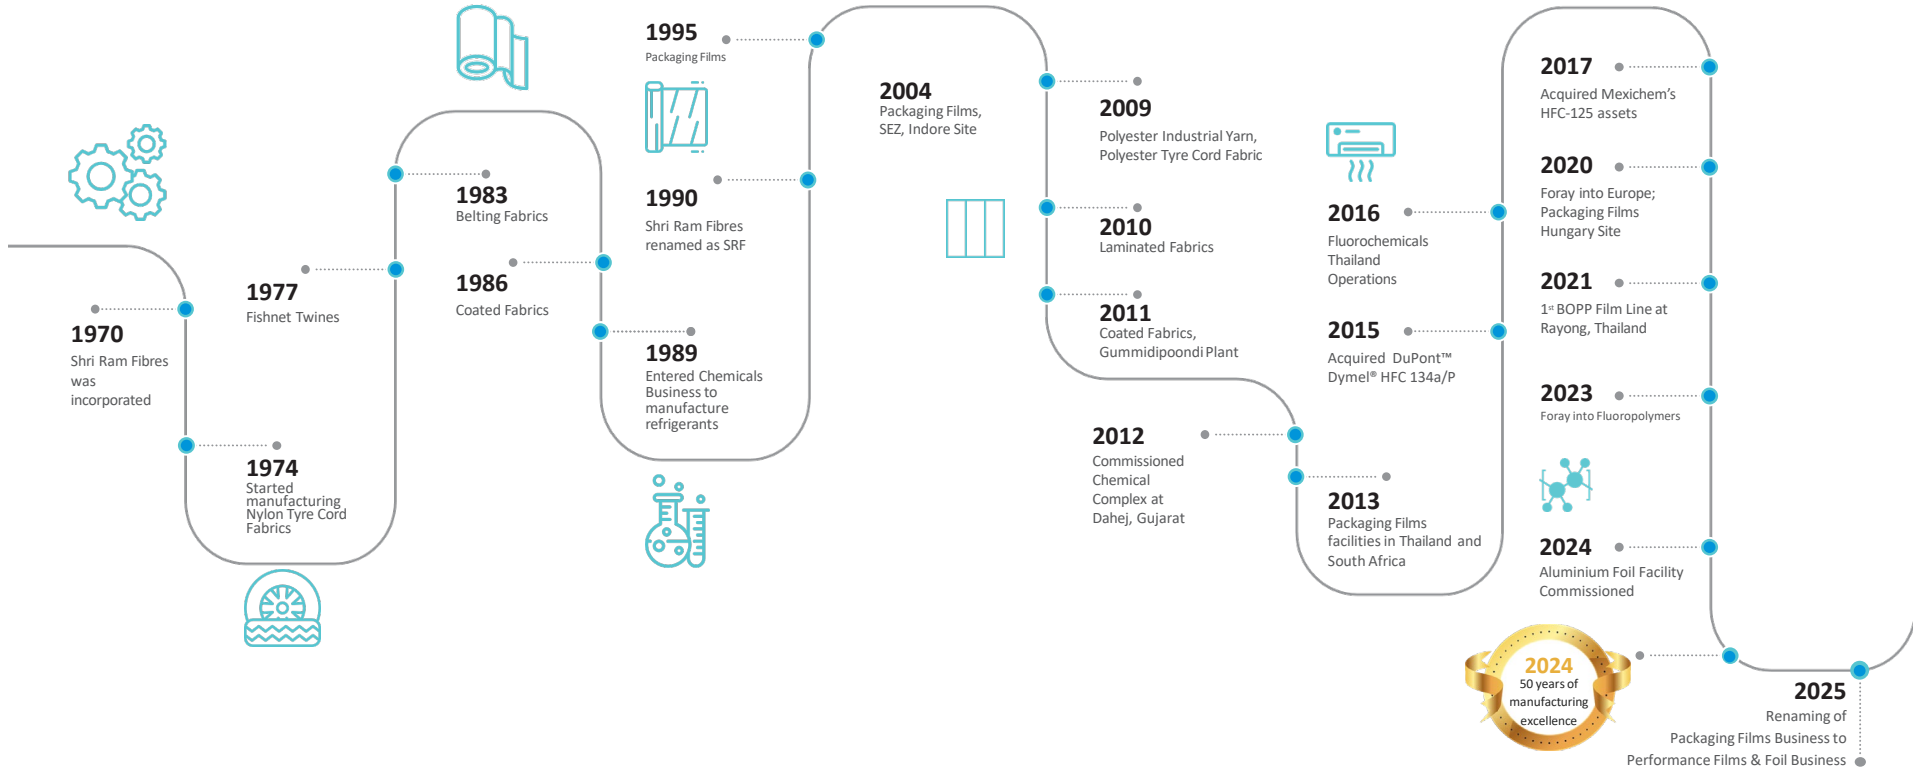 1970
Shri Ram Fibres
was
incorporated
1974
Started
manufacturing
Nylon Tyre Cord
Fabrics
1977
Fishnet Twines
1983
Belting Fabrics
1986
Coated Fabrics
1989
Entered Chemicals
Business to
manufacture
refrigerants
1990
Shri Ram Fibres
renamed as SRF
1995
Packaging Films
2004
Packaging Films,
SEZ, Indore Site
2009
Polyester Industrial Yarn,
Polyester Tyre Cord Fabric
2010
Laminated Fabrics
2011
Coated Fabrics,
Gummidipoondi Plant
2012
Commissioned
Chemical
Complex at
Dahej, Gujarat
2013
Packaging Films
facilities in Thailand and
South Africa
2015
Acquired DuPont™
Dymel® HFC 134a/P
2016
Fluorochemicals
Thailand
Operations
2017
Acquired Mexichem’s
HFC-125 assets
2020
Foray into Europe;
Packaging Films
Hungary Site
2021
1st BOPP Film Line at
Rayong, Thailand
2023
Foray into Fluoropolymers
2024
Aluminium Foil Facility
Commissioned
2024
50 years of
manufacturing
excellence
2025
Renaming of
Packaging Films Business to
Performance Films & Foil Business